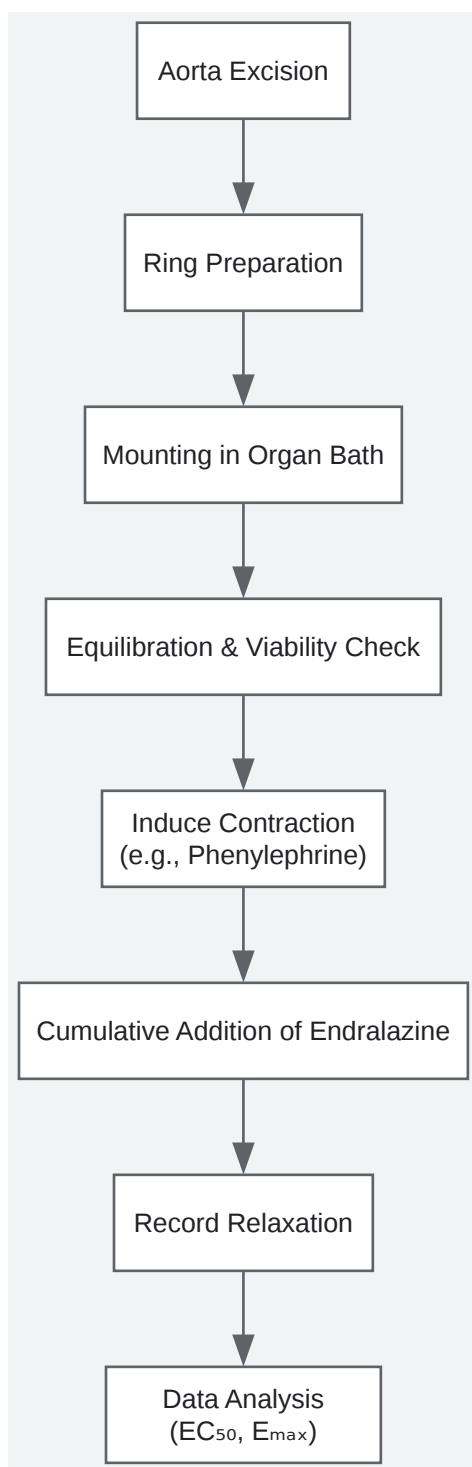 Aorta Excision
Ring Preparation
Mounting in Organ Bath
Equilibration & Viability Check
Induce Contraction
(e.g., Phenylephrine)
Cumulative Addition of Endralazine
Record Relaxation
Data Analysis
(EC₅₀, Eₘₐₓ)